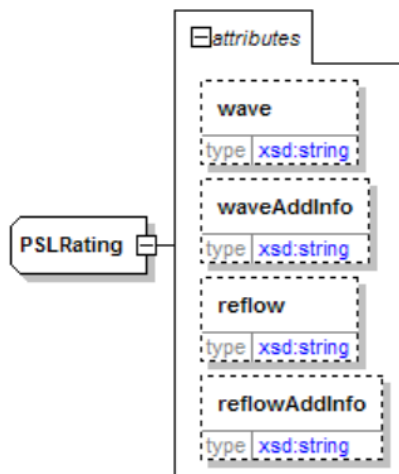 attributes
wave
type xsd:string
waveAddInfo
type xsd:string
PSLRating
reflow
type xsd:string
reflowAddInfo
type xsd:string